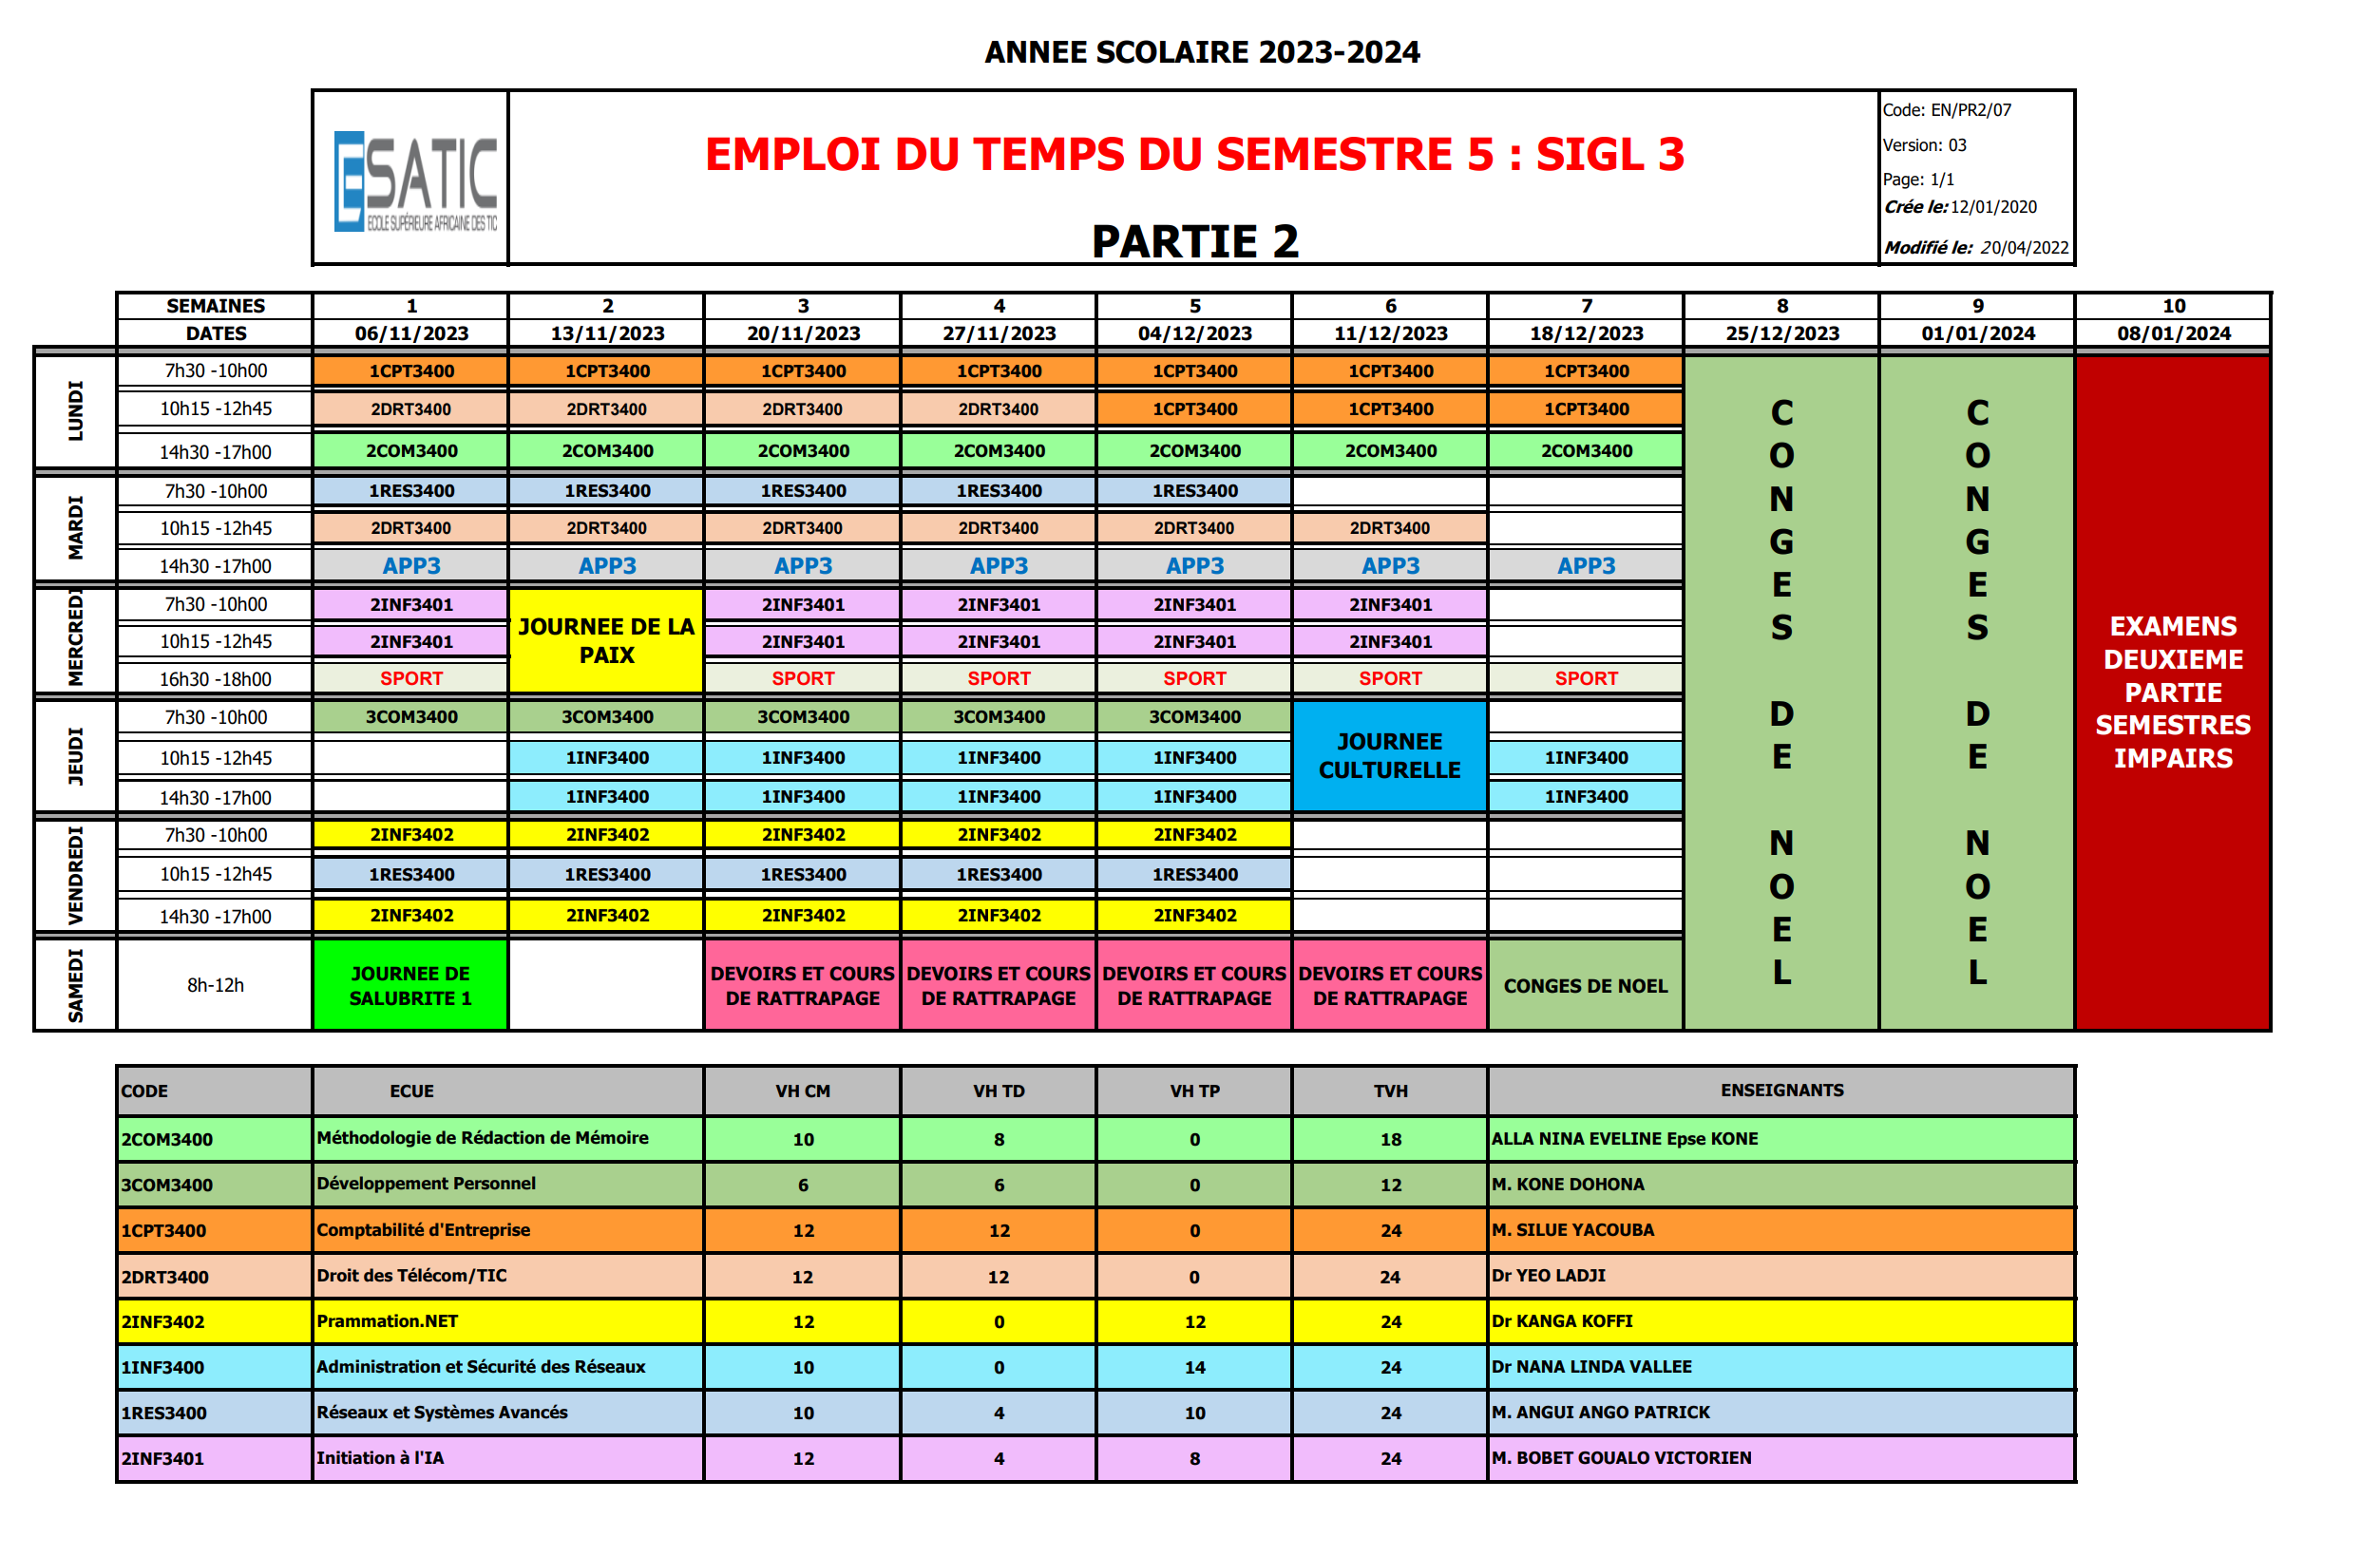 ANNEE SCOLAIRE 2023-2024
ESATIC
ECOLE SUPÉRIEURE AFRICAINE DES TIC
EMPLOI DU TEMPS DU SEMESTRE 5 : SIGL 3
PARTIE 2
Code: EN/PR2/07
Version: 03
Page: 1/1
Crée le: 12/01/2020
Modifié le: 20/04/2022
SEMAINES 1 2 3 4 5 6 7 8 9 10
DATES 06/11/2023 13/11/2023 20/11/2023 27/11/2023 04/12/2023 11/12/2023 18/12/2023 25/12/2023 01/01/2024 08/01/2024
LUNDI
7h30 -10h00 1CPT3400 1CPT3400 1CPT3400 1CPT3400 1CPT3400 1CPT3400 1CPT3400
10h15 -12h45 2DRT3400 2DRT3400 2DRT3400 2DRT3400 1CPT3400 1CPT3400 1CPT3400
14h30 -17h00 2COM3400 2COM3400 2COM3400 2COM3400 2COM3400 2COM3400 2COM3400
MARDI
7h30 -10h00 1RES3400 1RES3400 1RES3400 1RES3400 1RES3400
10h15 -12h45 2DRT3400 2DRT3400 2DRT3400 2DRT3400 2DRT3400 2DRT3400
14h30 -17h00 APP3 APP3 APP3 APP3 APP3 APP3 APP3
MERCREDI
7h30 -10h00 2INF3401 2INF3401 2INF3401 2INF3401 2INF3401
JOURNEE DE LA
PAIX
10h15 -12h45 2INF3401 2INF3401 2INF3401 2INF3401 2INF3401
16h30 -18h00 SPORT SPORT SPORT SPORT SPORT SPORT
JEUDI
7h30 -10h00 3COM3400 3COM3400 3COM3400 3COM3400 3COM3400
JOURNEE
CULTURELLE
10h15 -12h45 1INF3400 1INF3400 1INF3400 1INF3400 1INF3400
14h30 -17h00 1INF3400 1INF3400 1INF3400 1INF3400 1INF3400
VENDREDI
7h30 -10h00 2INF3402 2INF3402 2INF3402 2INF3402 2INF3402
10h15 -12h45 1RES3400 1RES3400 1RES3400 1RES3400 1RES3400
14h30 -17h00 2INF3402 2INF3402 2INF3402 2INF3402 2INF3402
SAMEDI
8h-12h
JOURNEE DE
SALUBRITE 1
DEVOIRS ET COURS
DE RATTRAPAGE
DEVOIRS ET COURS
DE RATTRAPAGE
DEVOIRS ET COURS
DE RATTRAPAGE
DEVOIRS ET COURS
DE RATTRAPAGE
CONGES DE NOEL
CONGES DE NOEL
CONGES DE NOEL
EXAMENS
DEUXIEME
PARTIE
SEMESTRES
IMPAIRS
CODE ECUE VH CM VH TD VH TP TVH ENSEIGNANTS
2COM3400 Méthodologie de Rédaction de Mémoire 10 8 0 18 ALLA NINA EVELINE Epse KONE
3COM3400 Développement Personnel 6 6 0 12 M. KONE DOHONA
1CPT3400 Comptabilité d'Entreprise 12 12 0 24 M. SILUE YACOUBA
2DRT3400 Droit des Télécom/TIC 12 12 0 24 Dr YEO LADJI
2INF3402 Prammation.NET 12 0 12 24 Dr KANGA KOFFI
1INF3400 Administration et Sécurité des Réseaux 10 0 14 24 Dr NANA LINDA VALLEE
1RES3400 Réseaux et Systèmes Avancés 10 4 10 24 M. ANGUI ANGO PATRICK
2INF3401 Initiation à l'IA 12 4 8 24 M. BOBET GOUALO VICTORIEN